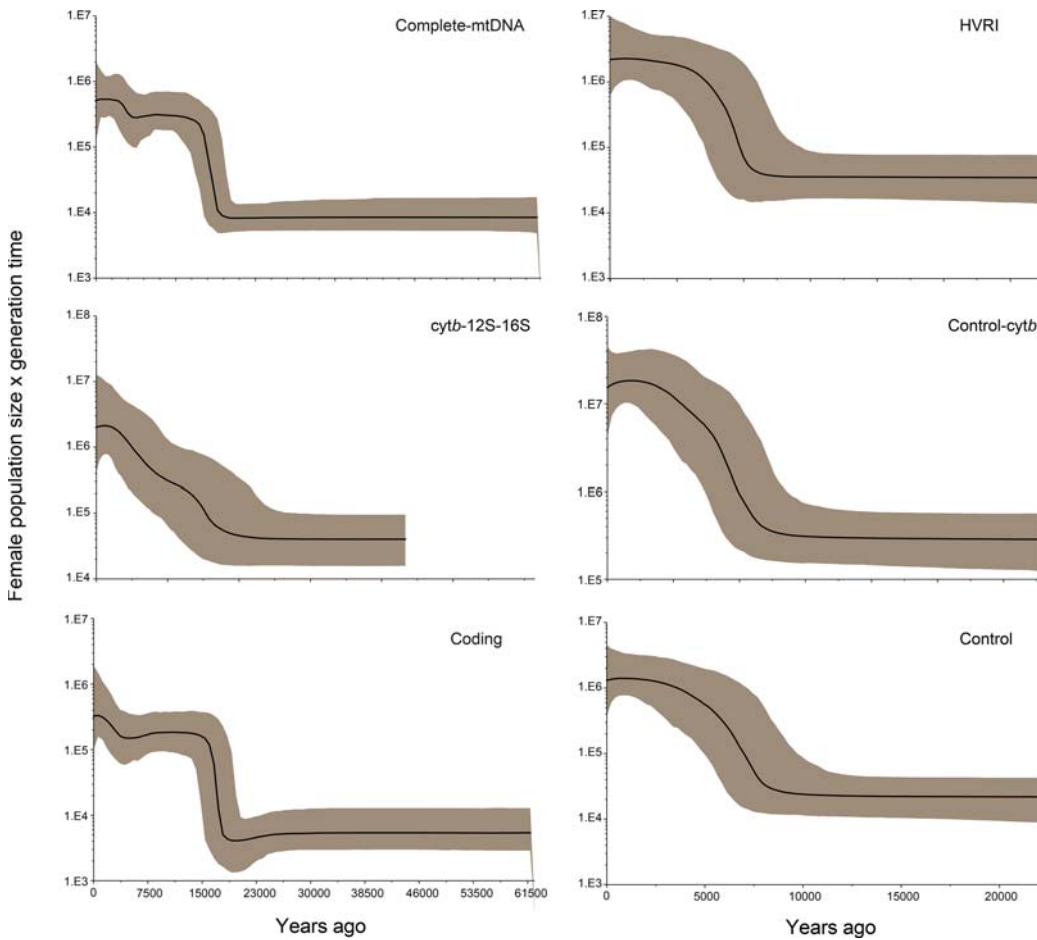 Female population size x generation time
Complete-mtDNA
1.E7
1.E6
1.E5
1.E4
1.E3
HVRI
1.E7
1.E6
1.E5
1.E4
1.E3
cytb-12S-16S
1.E8
1.E7
1.E6
1.E5
1.E4
Control-cytb
1.E8
1.E7
1.E6
1.E5
Coding
1.E7
1.E6
1.E5
1.E4
1.E3
0 7500 15000 23000 30000 38500 46000 53500 61500
Years ago
Control
1.E7
1.E6
1.E5
1.E4
1.E3
0 5000 10000 15000 20000
Years ago